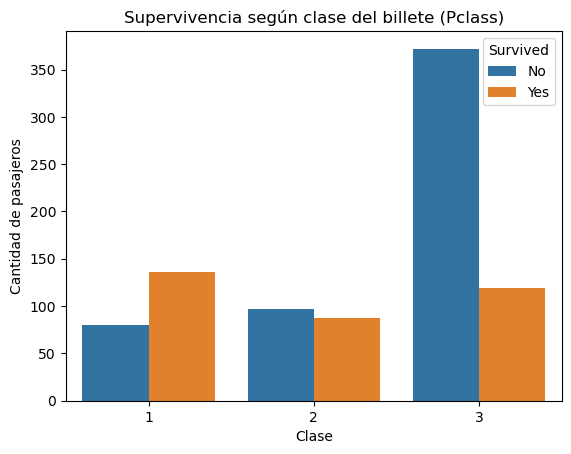 Supervivencia según clase del billete (Pclass)
Survived
No
Yes
Cantidad de pasajeros
350
300
250
200
150
100
50
0
1 2 3
Clase